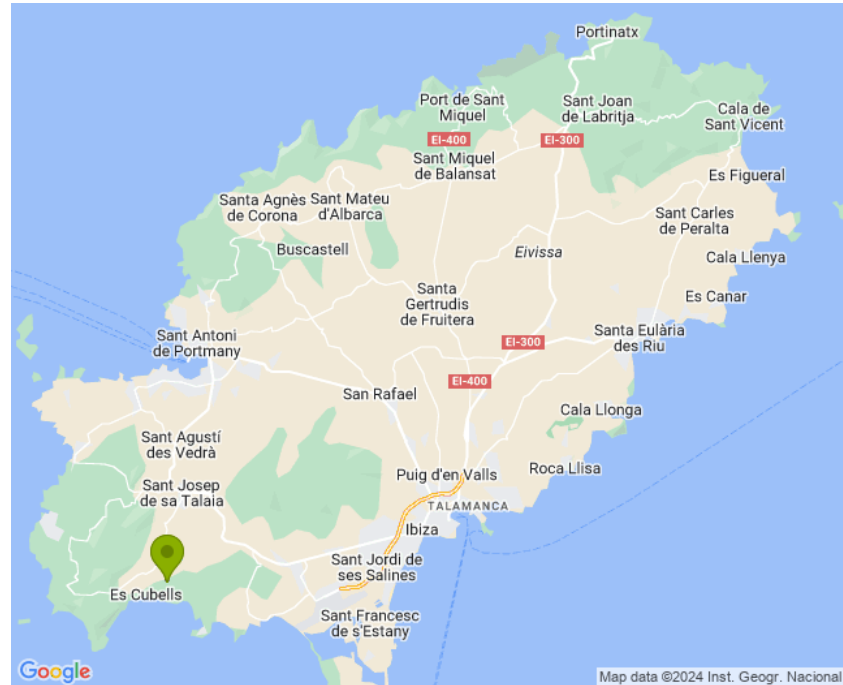 Portinatx
Port de Sant
Miquel
Sant Joan
de Labritja
Cala de
Sant Vicent
EI-400
EI-300
Sant Miquel
de Balansat
Es Figueral
Santa Agnès
de Corona
Sant Mateu
d'Albarca
Sant Carles
de Peralta
Buscastell
Eivissa
Cala Llenya
Santa
Gertrudis
de Fruitera
Es Canar
Sant Antoni
de Portmany
Santa Eulària
des Riu
EI-300
EI-400
San Rafael
Cala Llonga
Sant Agustí
des Vedrà
Roca Llisa
Puig d'en Valls
Sant Josep
de sa Talaia
TALAMANCA
Ibiza
Sant Jordi de
ses Salines
Es Cubells
Sant Francesc
de s'Estany
Google
Map data ©2024 Inst. Geogr. Nacional